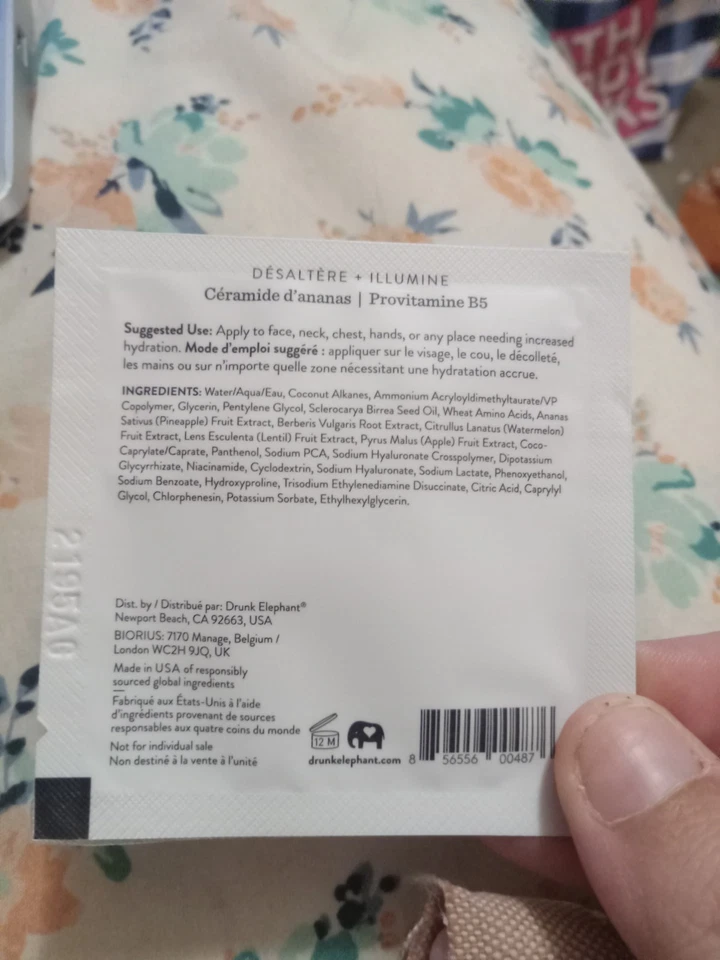 DÉSALTÈRE + ILLUMINE
Céramide d'ananas | Provitamine B5
Suggested Use: Apply to face, neck, chest, hands, or any place needing increased
hydration. Mode d'emploi suggéré : appliquer sur le visage, le cou, le décolleté,
les mains ou sur n'importe quelle zone nécessitant une hydratation accrue.
INGREDIENTS: Water/Aqua/Eau, Coconut Alkanes, Ammonium Acryloyldimethyltaurate/VP
Copolymer, Glycerin, Pentylene Glycol, Sclerocarya Birrea Seed Oil, Wheat Amino Acids, Ananas
Sativus (Pineapple) Fruit Extract, Berberis Vulgaris Root Extract, Citrullus Lanatus (Watermelon)
Fruit Extract, Lens Esculenta (Lentil) Fruit Extract, Pyrus Malus (Apple) Fruit Extract, Coco-
Caprylate/Caprate, Panthenol, Sodium PCA, Sodium Hyaluronate Crosspolymer, Dipotassium
Glycyrrhizate, Niacinamide, Cyclodextrin, Sodium Hyaluronate, Sodium Lactate, Phenoxyethanol,
Sodium Benzoate, Hydroxyproline, Trisodium Ethylenediamine Disuccinate, Citric Acid, Caprylyl
Glycol, Chlorphenesin, Potassium Sorbate, Ethylhexylglycerin.
Dist. by / Distribué par: Drunk Elephant®
Newport Beach, CA 92663, USA
BIORIUS: 7170 Manage, Belgium /
London WC2H 9JQ, UK
Made in USA of responsibly
sourced global ingredients
Fabriqué aux États-Unis à l'aide
d'ingrédients provenant de sources
responsables aux quatre coins du monde
Not for individual sale
Non destiné à la vente à l'unité
12 M
drunkelephant.com
8 56556 00487